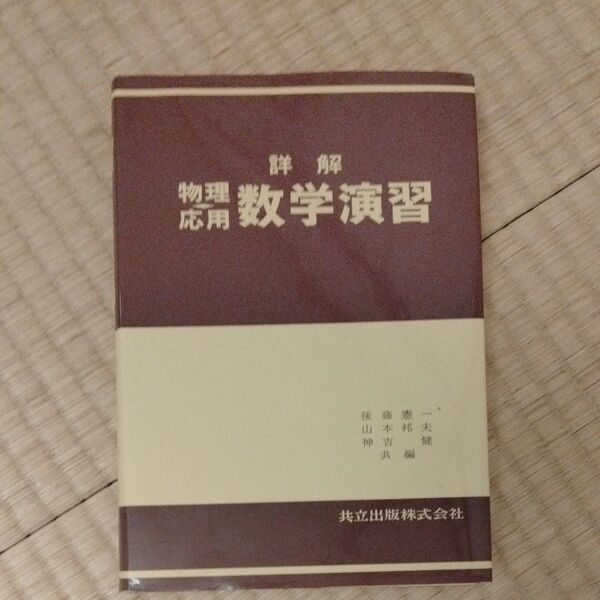 詳解
物理
応用
数学演習
後藤憲一
山本邦夫
神吉健
共編
共立出版株式会社